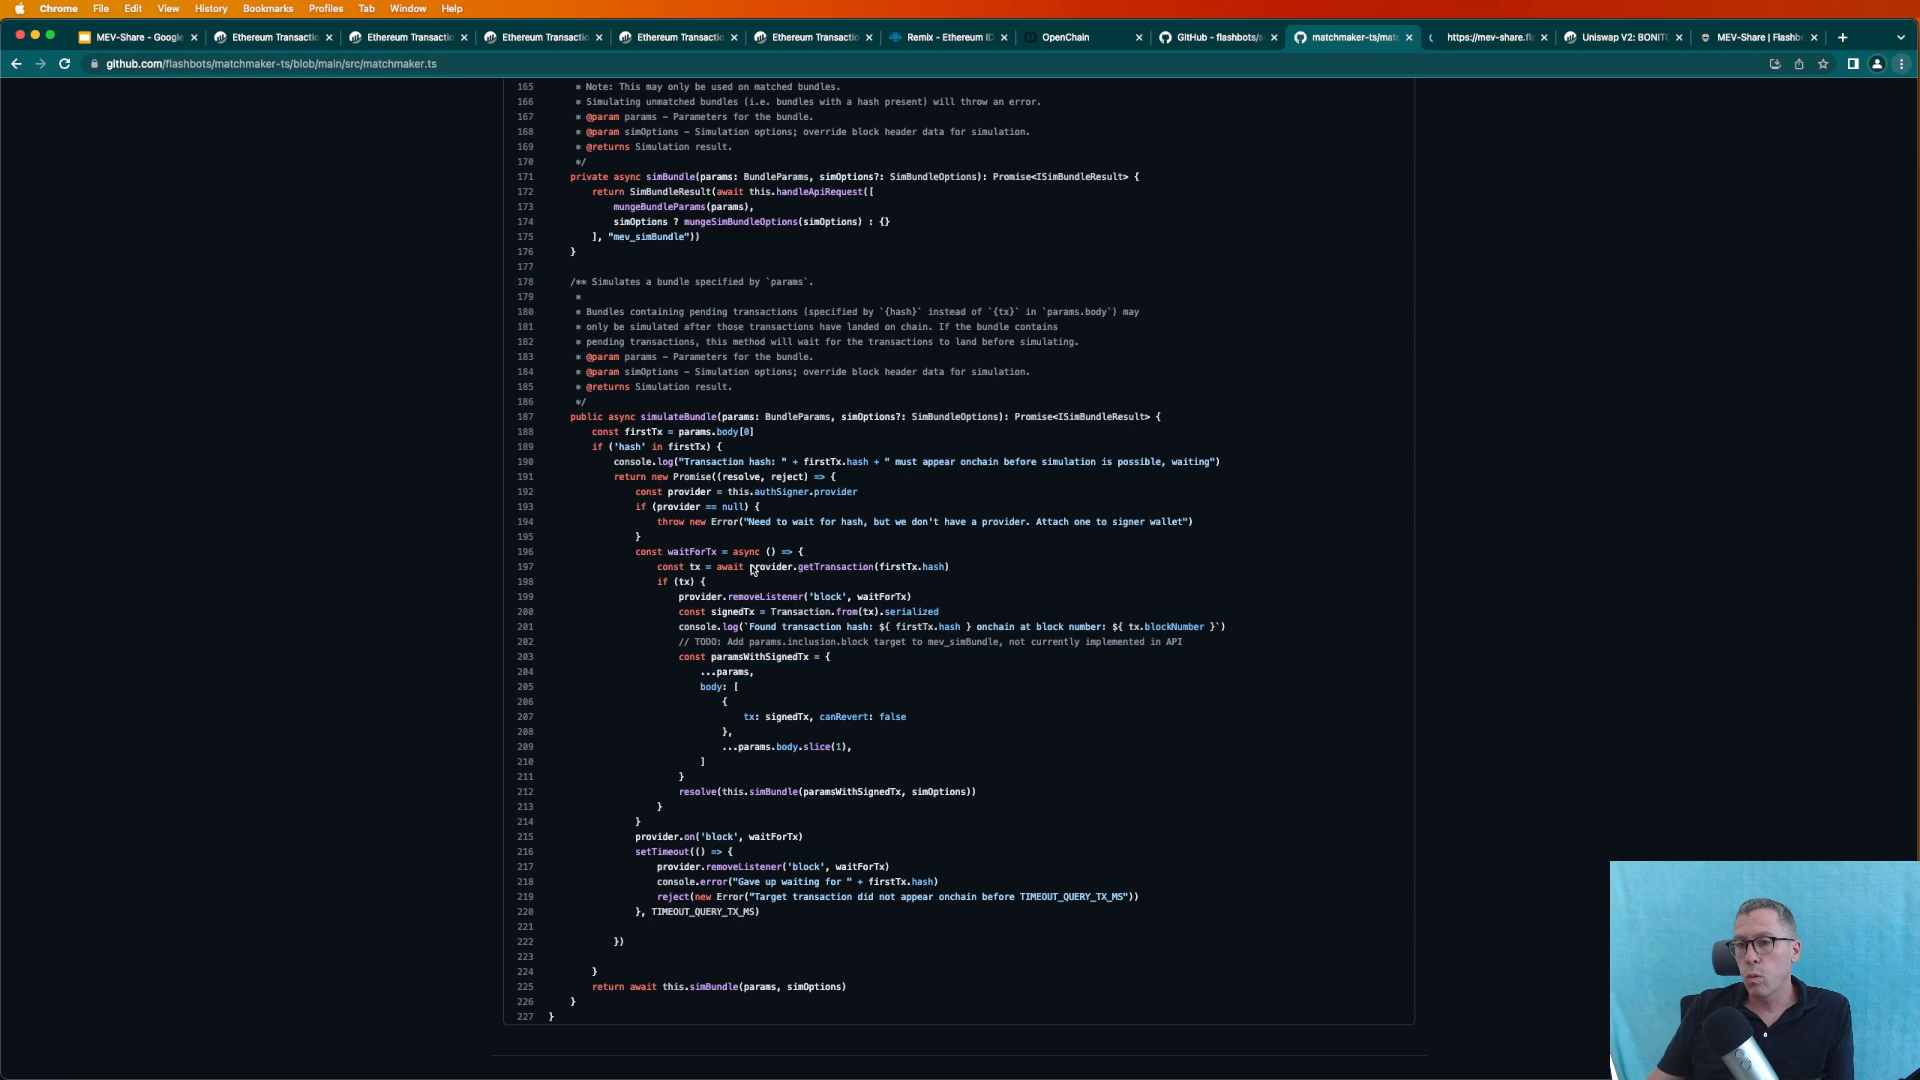 Chrome File Edit View History Bookmarks Profiles Tab Window Help
MEV-Share - Google
Ethereum Transactio
Ethereum Transactio
Ethereum Transactio
Ethereum Transactio
Ethereum Transactio
Remix - Ethereum ID
OpenChain
GitHub - flashbots/s
matchmaker-ts/matc
https://mev-share.fl
Uniswap V2: BONIT
MEV-Share | Flashbo
github.com/flashbots/matchmaker-ts/blob/main/src/matchmaker.ts
165 * Note: This may only be used on matched bundles.
166 * Simulating unmatched bundles (i.e. bundles with a hash present) will throw an error.
167 * @param params - Parameters for the bundle.
168 * @param simOptions - Simulation options; override block header data for simulation.
169 * @returns Simulation result.
170 */
171 private async simBundle(params: BundleParams, simOptions?: SimBundleOptions): Promise<ISimBundleResult> {
172 return SimBundleResult(await this.handleApiRequest([
173 mungeBundleParams(params),
174 simOptions ? mungeSimBundleOptions(simOptions) : {}
175 ], "mev_simBundle"))
176 }
177
178 /** Simulates a bundle specified by `params`.
179 *
180 * Bundles containing pending transactions (specified by `{hash}` instead of `{tx}` in `params.body`) may
181 * only be simulated after those transactions have landed on chain. If the bundle contains
182 * pending transactions, this method will wait for the transactions to land before simulating.
183 * @param params - Parameters for the bundle.
184 * @param simOptions - Simulation options; override block header data for simulation.
185 * @returns Simulation result.
186 */
187 public async simulateBundle(params: BundleParams, simOptions?: SimBundleOptions): Promise<ISimBundleResult> {
188 const firstTx = params.body[0]
189 if ('hash' in firstTx) {
190 console.log("Transaction hash: " + firstTx.hash + " must appear onchain before simulation is possible, waiting")
191 return new Promise((resolve, reject) => {
192 const provider = this.authSigner.provider
193 if (provider == null) {
194 throw new Error("Need to wait for hash, but we don't have a provider. Attach one to signer wallet")
195 }
196 const waitForTx = async () => {
197 const tx = await provider.getTransaction(firstTx.hash)
198 if (tx) {
199 provider.removeListener('block', waitForTx)
200 const signedTx = Transaction.from(tx).serialized
201 console.log(`Found transaction hash: ${ firstTx.hash } onchain at block number: ${ tx.blockNumber }`)
202 // TODO: Add params.inclusion.block target to mev_simBundle, not currently implemented in API
203 const paramsWithSignedTx = {
204 ...params,
205 body: [
206 {
207 tx: signedTx, canRevert: false
208 },
209 ...params.body.slice(1),
210 ]
211 }
212 resolve(this.simBundle(paramsWithSignedTx, simOptions))
213 }
214 }
215 provider.on('block', waitForTx)
216 setTimeout(() => {
217 provider.removeListener('block', waitForTx)
218 console.error("Gave up waiting for " + firstTx.hash)
219 reject(new Error("Target transaction did not appear onchain before TIMEOUT_QUERY_TX_MS"))
220 }, TIMEOUT_QUERY_TX_MS)
221
222 })
223
224 }
225 return await this.simBundle(params, simOptions)
226 }
227 }